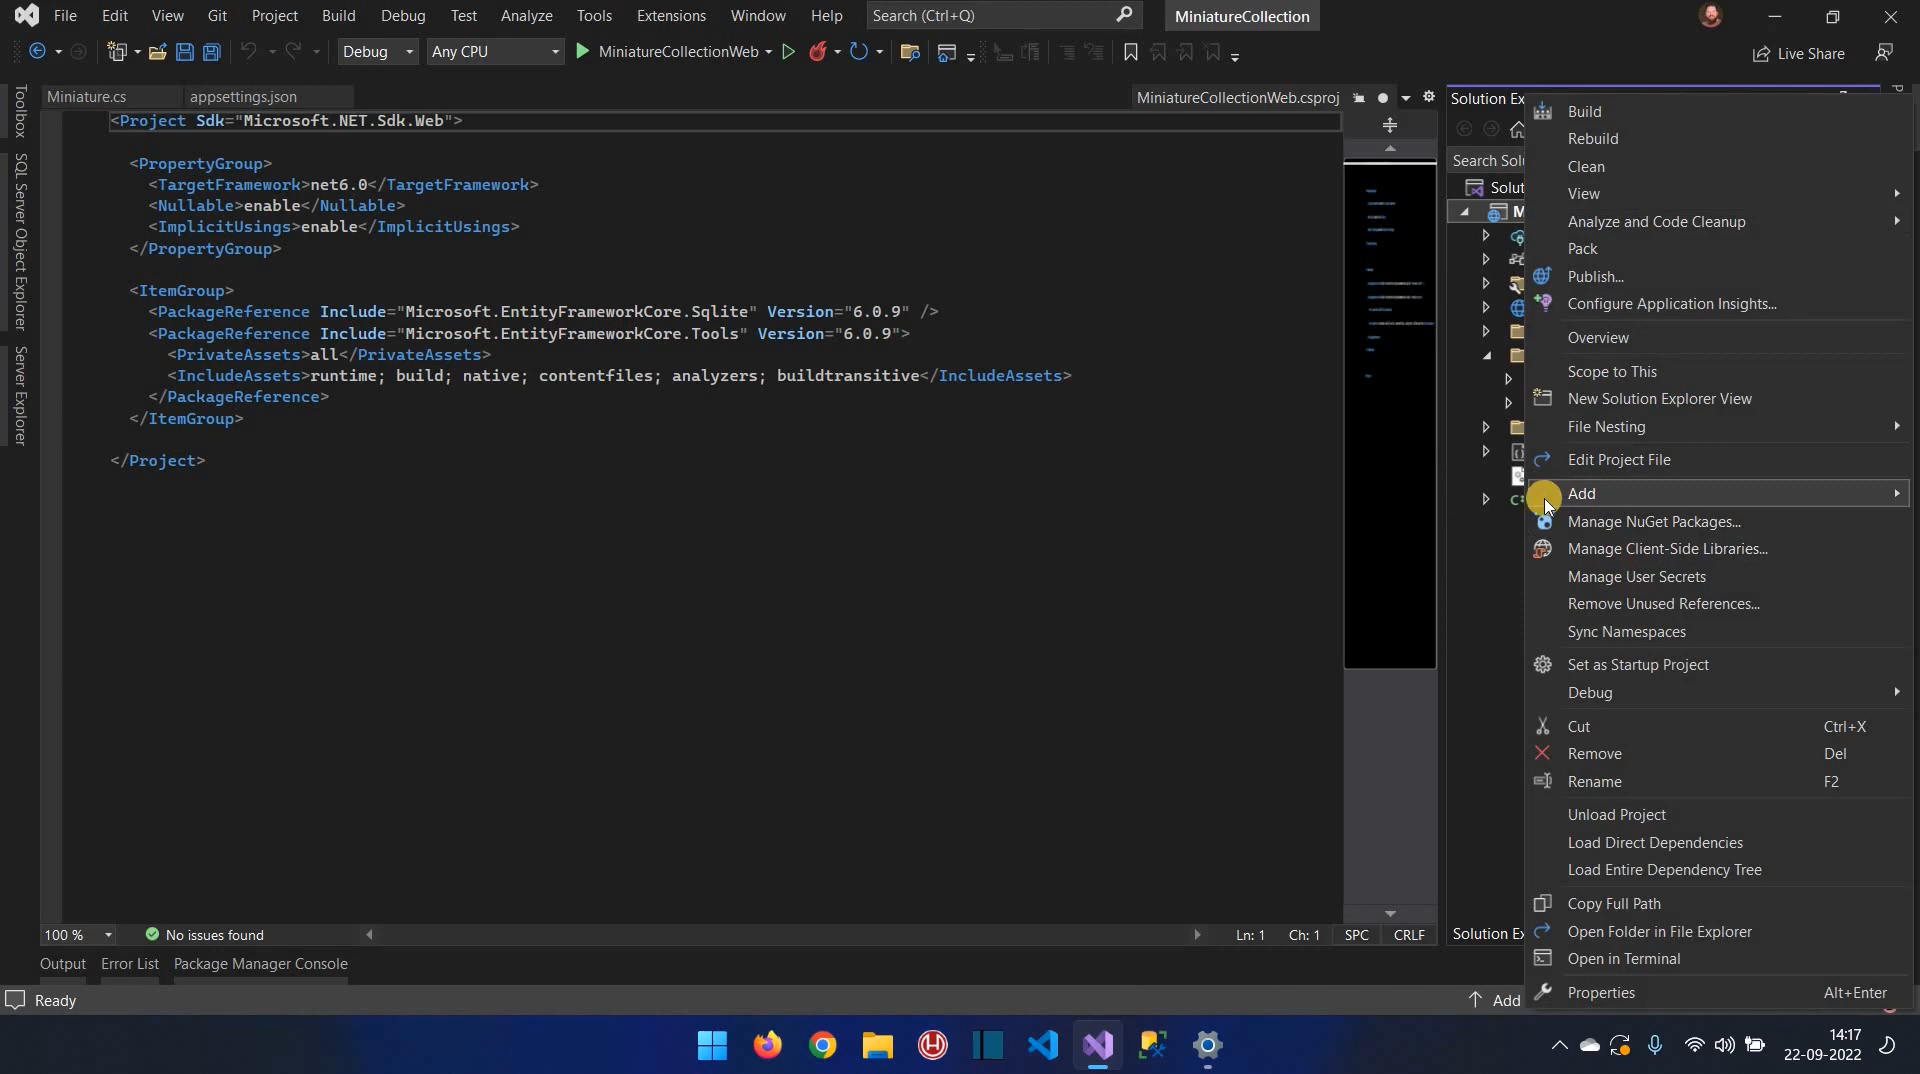 File Edit View Git Project Build Debug Test Analyze Tools Extensions Window Help Search (Ctrl+Q) MiniatureCollection
Debug Any CPU MiniatureCollectionWeb Live Share
Miniature.cs appsettings.json MiniatureCollectionWeb.csproj
Toolbox
SQL Server Object Explorer
Server Explorer
<Project Sdk="Microsoft.NET.Sdk.Web">
<PropertyGroup>
<TargetFramework>net6.0</TargetFramework>
<Nullable>enable</Nullable>
<ImplicitUsings>enable</ImplicitUsings>
</PropertyGroup>
<ItemGroup>
<PackageReference Include="Microsoft.EntityFrameworkCore.Sqlite" Version="6.0.9" />
<PackageReference Include="Microsoft.EntityFrameworkCore.Tools" Version="6.0.9">
<PrivateAssets>all</PrivateAssets>
<IncludeAssets>runtime; build; native; contentfiles; analyzers; buildtransitive</IncludeAssets>
</PackageReference>
</ItemGroup>
</Project>
Solution Ex
Search Solu
Solut
M
Build
Rebuild
Clean
View
Analyze and Code Cleanup
Pack
Publish...
Configure Application Insights...
Overview
Scope to This
New Solution Explorer View
File Nesting
Edit Project File
Add
Manage NuGet Packages...
Manage Client-Side Libraries...
Manage User Secrets
Remove Unused References...
Sync Namespaces
Set as Startup Project
Debug
Cut Ctrl+X
Remove Del
Rename F2
Unload Project
Load Direct Dependencies
Load Entire Dependency Tree
Copy Full Path
Open Folder in File Explorer
Open in Terminal
Properties Alt+Enter
100 % No issues found Ln: 1 Ch: 1 SPC CRLF Solution Ex
Output Error List Package Manager Console
Ready Add
14:17
22-09-2022